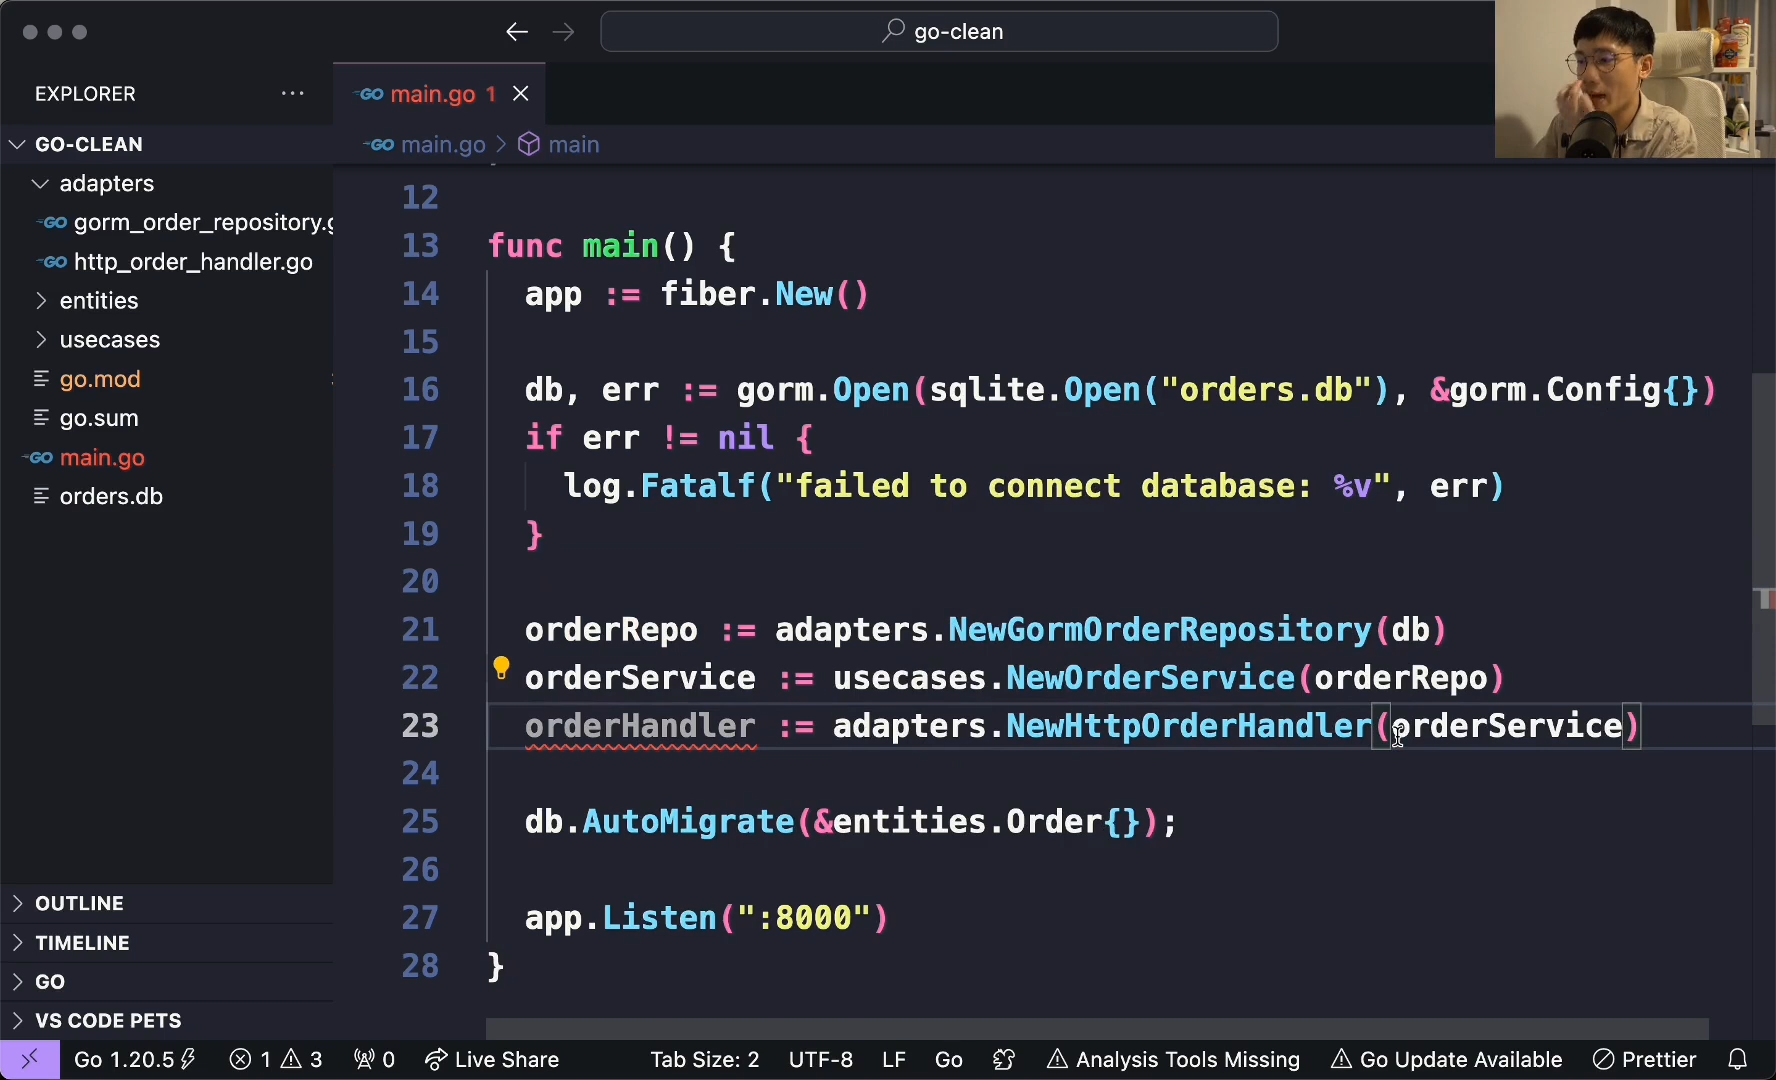 go-clean
EXPLORER ...
GO main.go 1
GO-CLEAN
GO main.go > main
adapters
GO gorm_order_repository.g
GO http_order_handler.go
entities
usecases
go.mod
go.sum
GO main.go
orders.db
OUTLINE
TIMELINE
GO
VS CODE PETS
12
13 func main() {
14 app := fiber.New()
15
16 db, err := gorm.Open(sqlite.Open("orders.db"), &gorm.Config{})
17 if err != nil {
18 log.Fatalf("failed to connect database: %v", err)
19 }
20
21 orderRepo := adapters.NewGormOrderRepository(db)
22 orderService := usecases.NewOrderService(orderRepo)
23 orderHandler := adapters.NewHttpOrderHandler(orderService)
24
25 db.AutoMigrate(&entities.Order{});
26
27 app.Listen(":8000")
28 }
Go 1.20.5 1 3 0 Live Share Tab Size: 2 UTF-8 LF Go Analysis Tools Missing Go Update Available Prettier